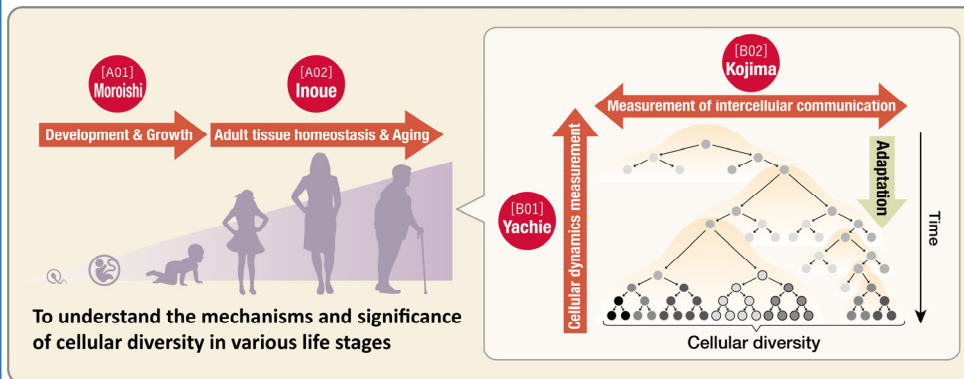 [A01]
Moroishi
[A02]
Inoue
Development & Growth
Adult tissue homeostasis & Aging
To understand the mechanisms and significance
of cellular diversity in various life stages
[B02]
Kojima
Measurement of intercellular communication
[B01]
Yachie
Cellular dynamics measurement
Adaptation
Time
Cellular diversity